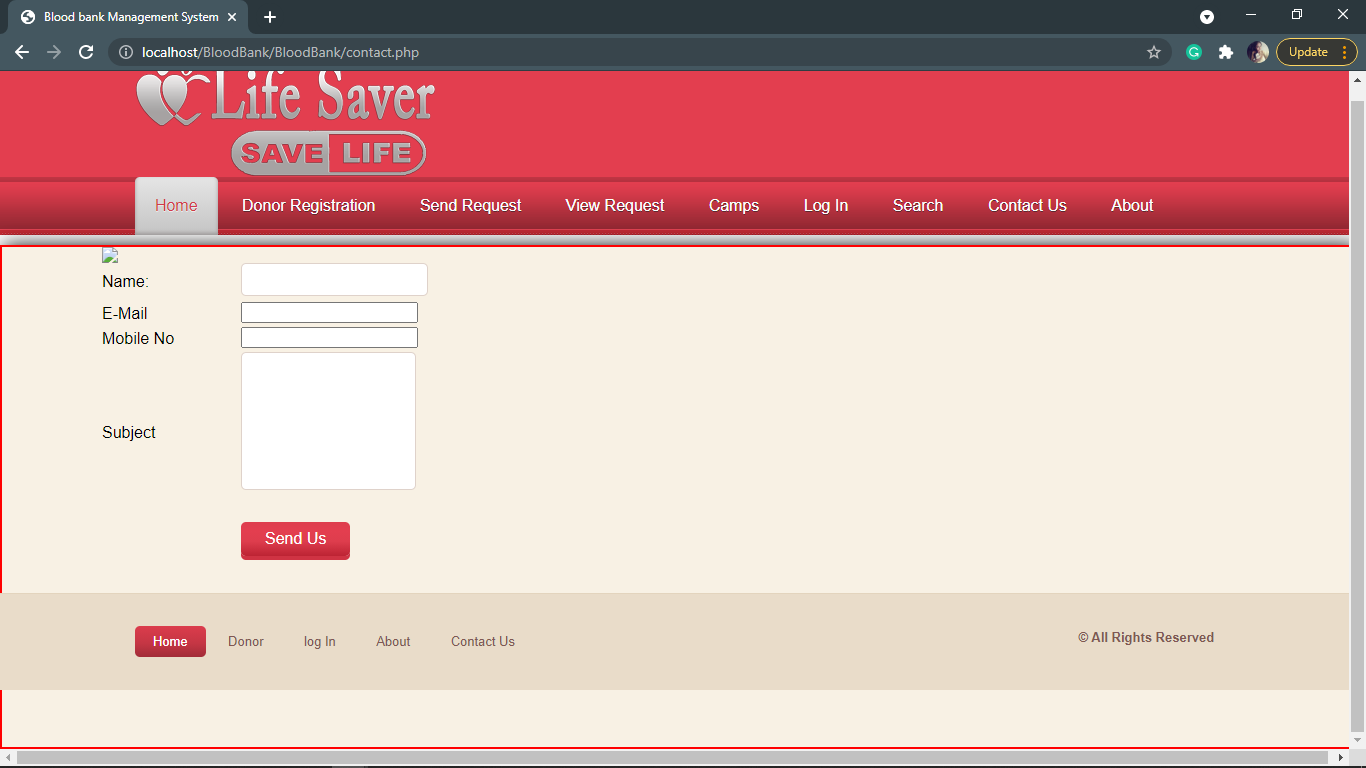 Blood bank Management System
localhost/BloodBank/BloodBank/contact.php
Update
Life Saver
SAVE LIFE
Home Donor Registration Send Request View Request Camps Log In Search Contact Us About
Name:
E-Mail
Mobile No
Subject
Send Us
Home Donor log In About Contact Us © All Rights Reserved